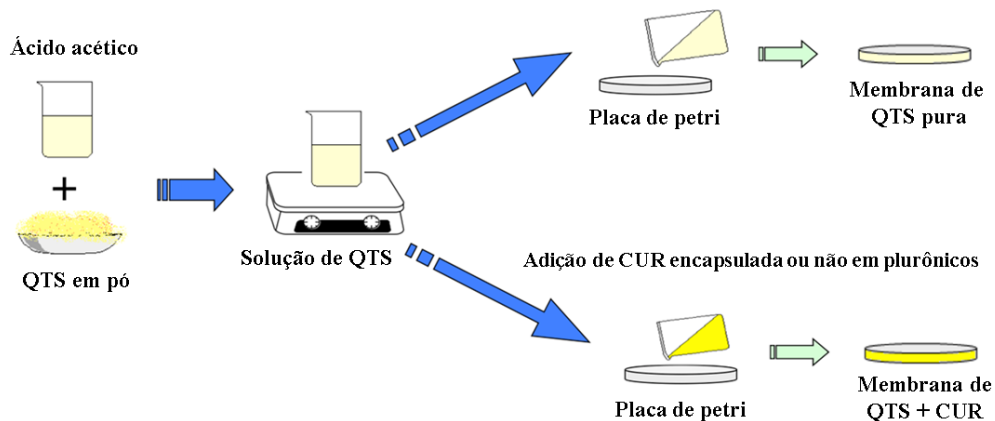 Ácido acético
+
QTS em pó
Solução de QTS
Placa de petri
Membrana de
QTS pura
Adição de CUR encapsulada ou não em plurônicos
Placa de petri
Membrana de
QTS + CUR